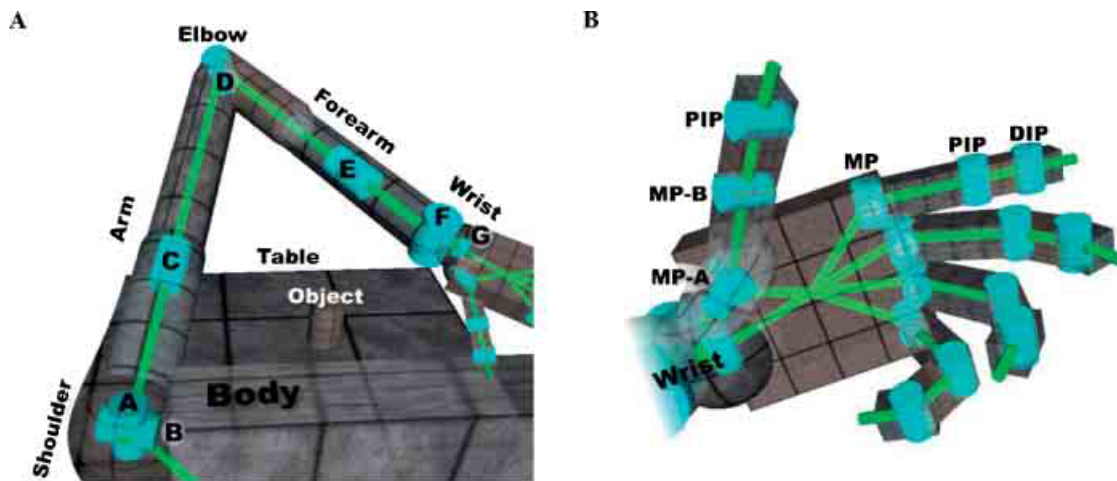 A
B
Elbow
D
Forearm
E
Arm
Wrist
F
G
C
Table
Object
Body
A
B
Shoulder
PIP
MP
PIP
DIP
MP-B
MP-A
Wrist